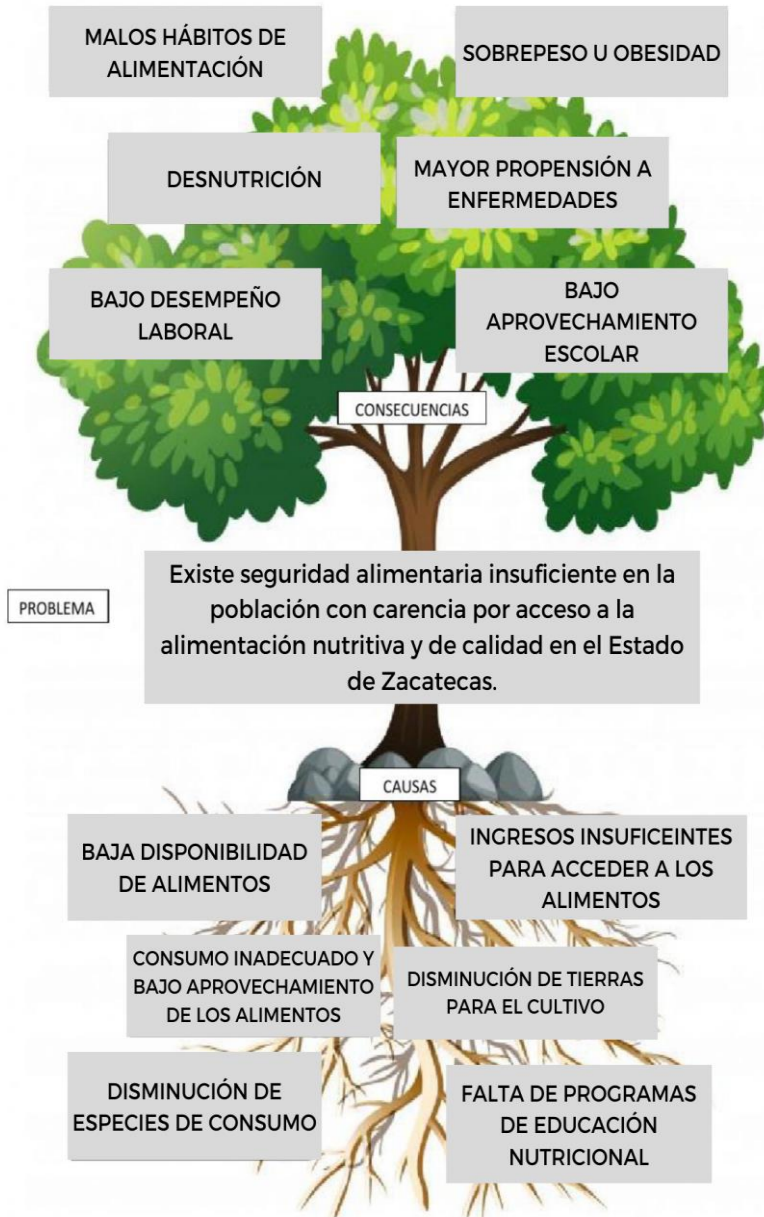 MALOS HÁBITOS DE
ALIMENTACIÓN
SOBREPESO U OBESIDAD
DESNUTRICIÓN
MAYOR PROPENSIÓN A
ENFERMEDADES
BAJO DESEMPEÑO
LABORAL
BAJO
APROVECHAMIENTO
ESCOLAR
CONSECUENCIAS
PROBLEMA
Existe seguridad alimentaria insuficiente en la
población con carencia por acceso a la
alimentación nutritiva y de calidad en el Estado
de Zacatecas.
CAUSAS
BAJA DISPONIBILIDAD
DE ALIMENTOS
INGRESOS INSUFICEINTES
PARA ACCEDER A LOS
ALIMENTOS
CONSUMO INADECUADO Y
BAJO APROVECHAMIENTO
DE LOS ALIMENTOS
DISMINUCIÓN DE TIERRAS
PARA EL CULTIVO
DISMINUCIÓN DE
ESPECIES DE CONSUMO
FALTA DE PROGRAMAS
DE EDUCACIÓN
NUTRICIONAL